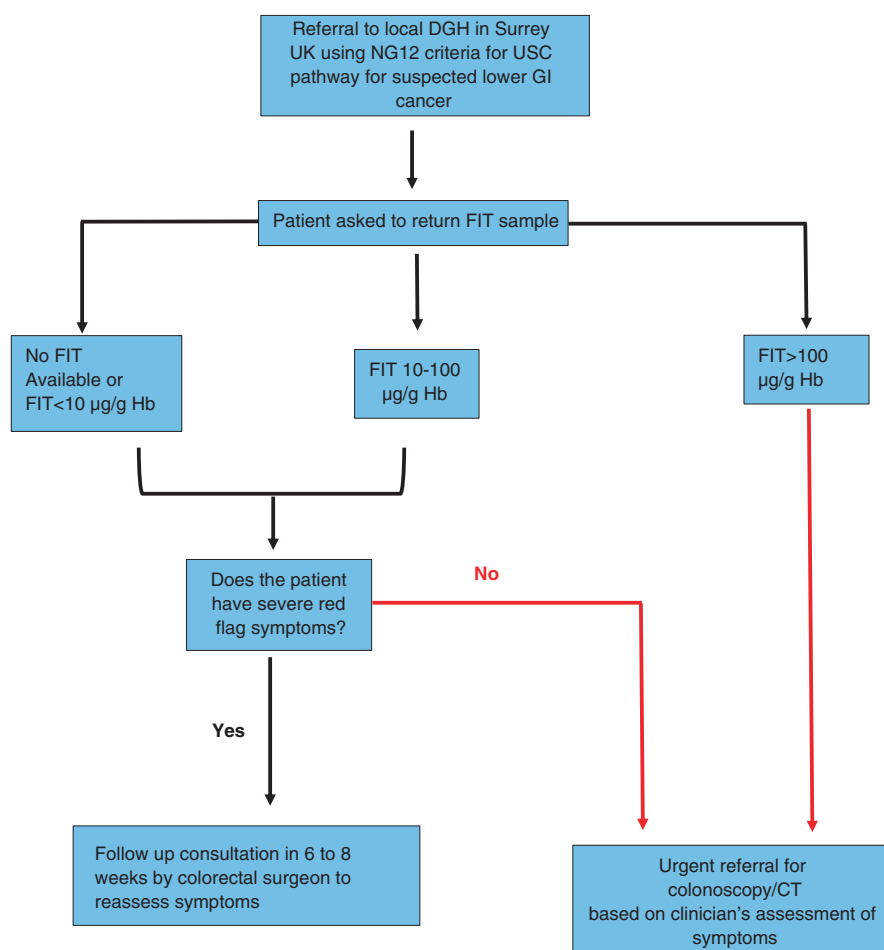 Referral to local DGH in Surrey
UK using NG12 criteria for USC
pathway for suspected lower GI
cancer
Patient asked to return FIT sample
No FIT
Available or
FIT<10 µg/g Hb
FIT 10-100
µg/g Hb
FIT>100
µg/g Hb
Does the patient
have severe red
flag symptoms?
No
Yes
Follow up consultation in 6 to 8
weeks by colorectal surgeon to
reassess symptoms
Urgent referral for
colonoscopy/CT
based on clinician's assessment of
symptoms